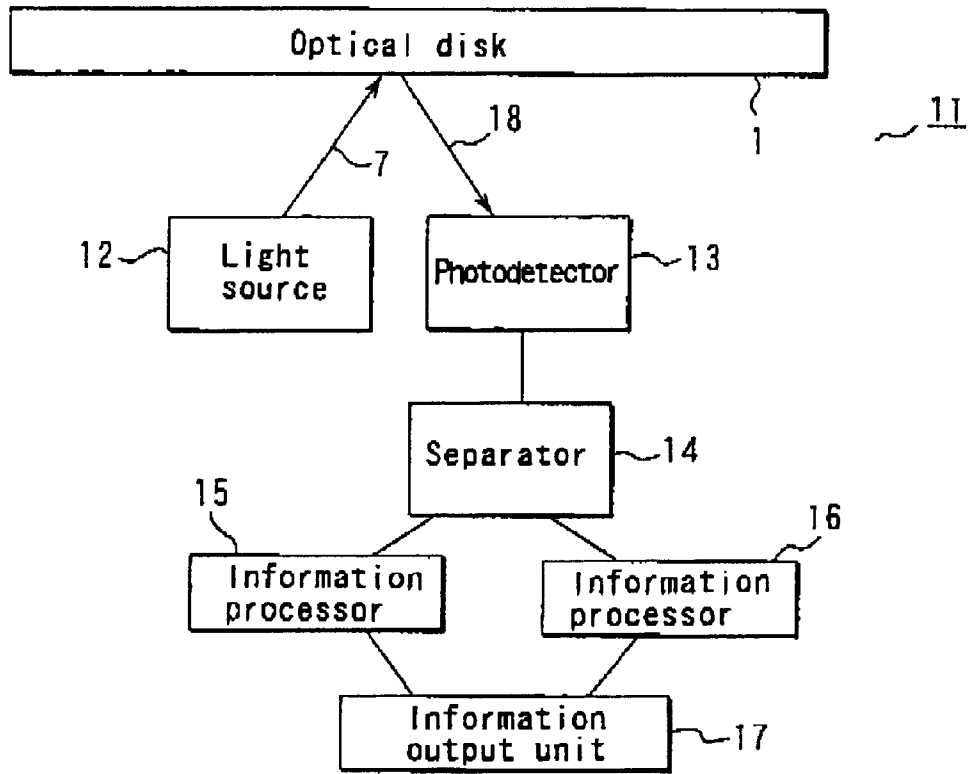 Optical disk
1
11
18
7
12
Light
source
Photodetector
13
Separator
14
15
16
Information
processor
Information
processor
Information
output unit
17